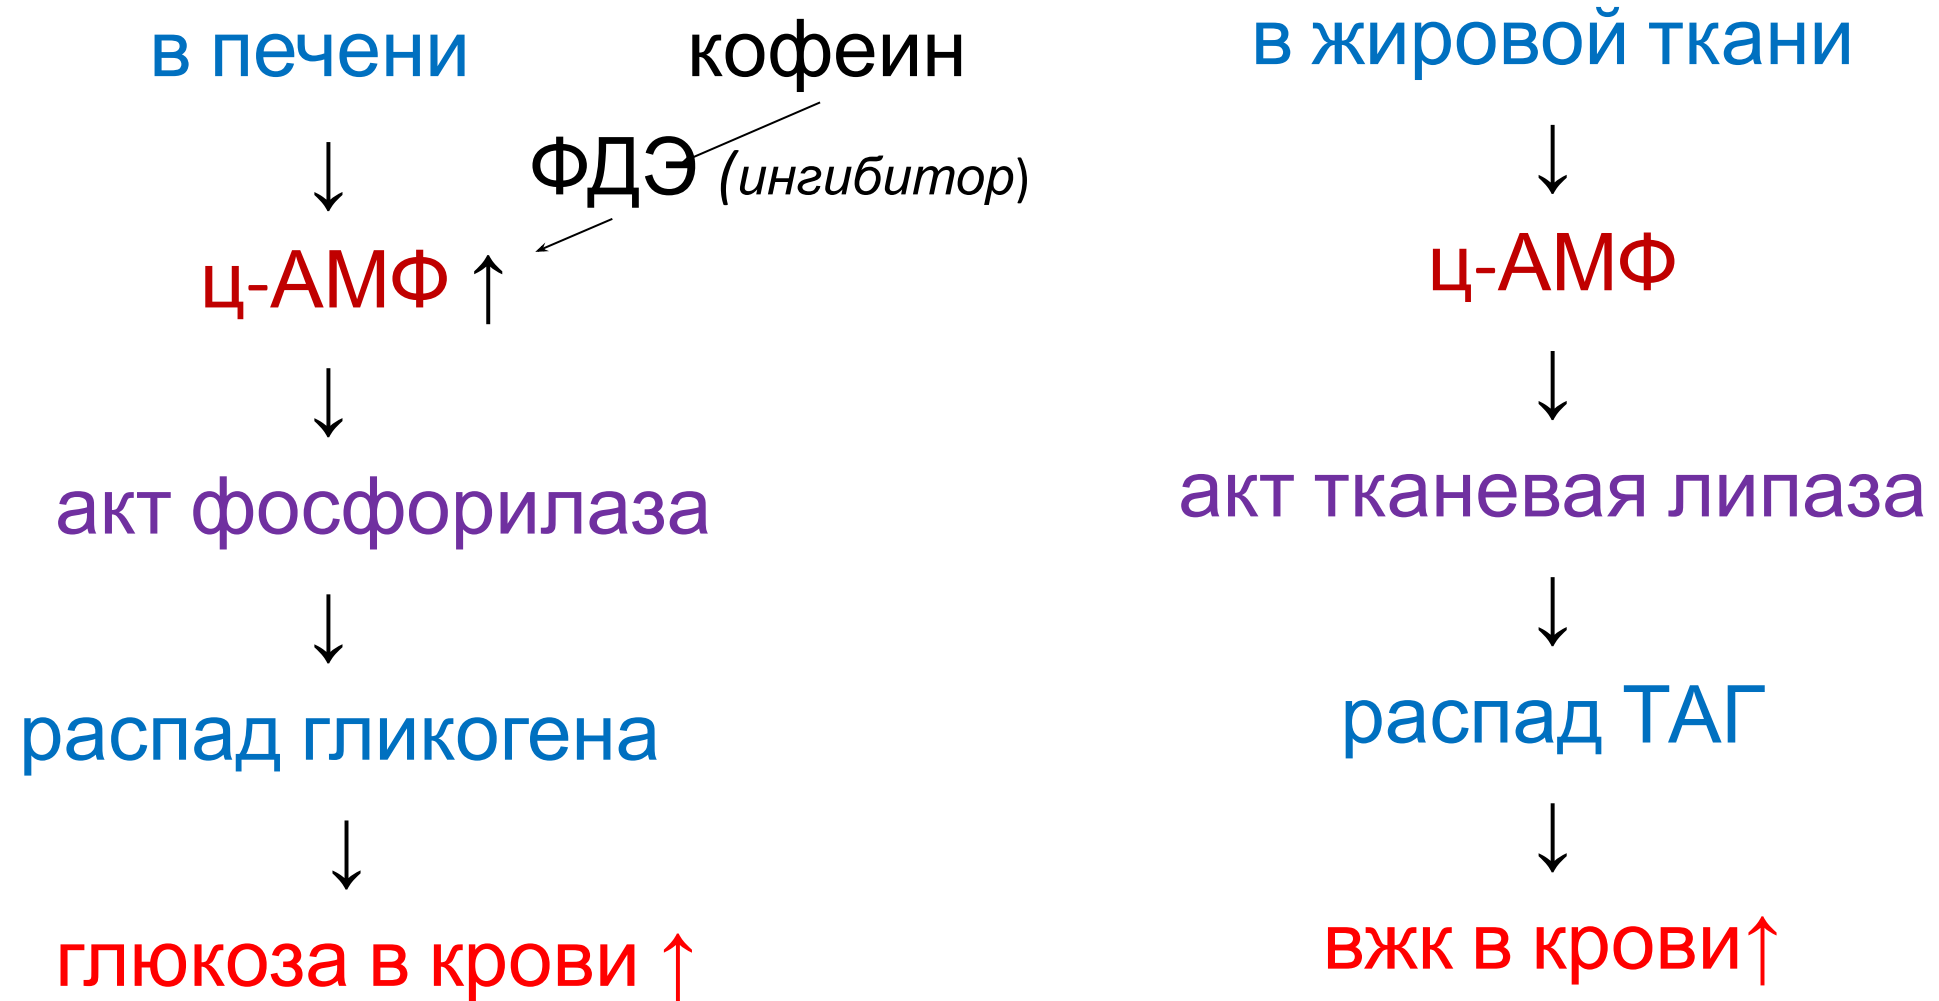 в печени
↓
ц-АМФ ↑
↓
акт фосфорилаза
↓
распад гликогена
↓
глюкоза в крови ↑
кофеин
ФДЭ (ингибитор)
в жировой ткани
↓
ц-АМФ
↓
акт тканевая липаза
↓
распад ТАГ
↓
вжк в крови↑